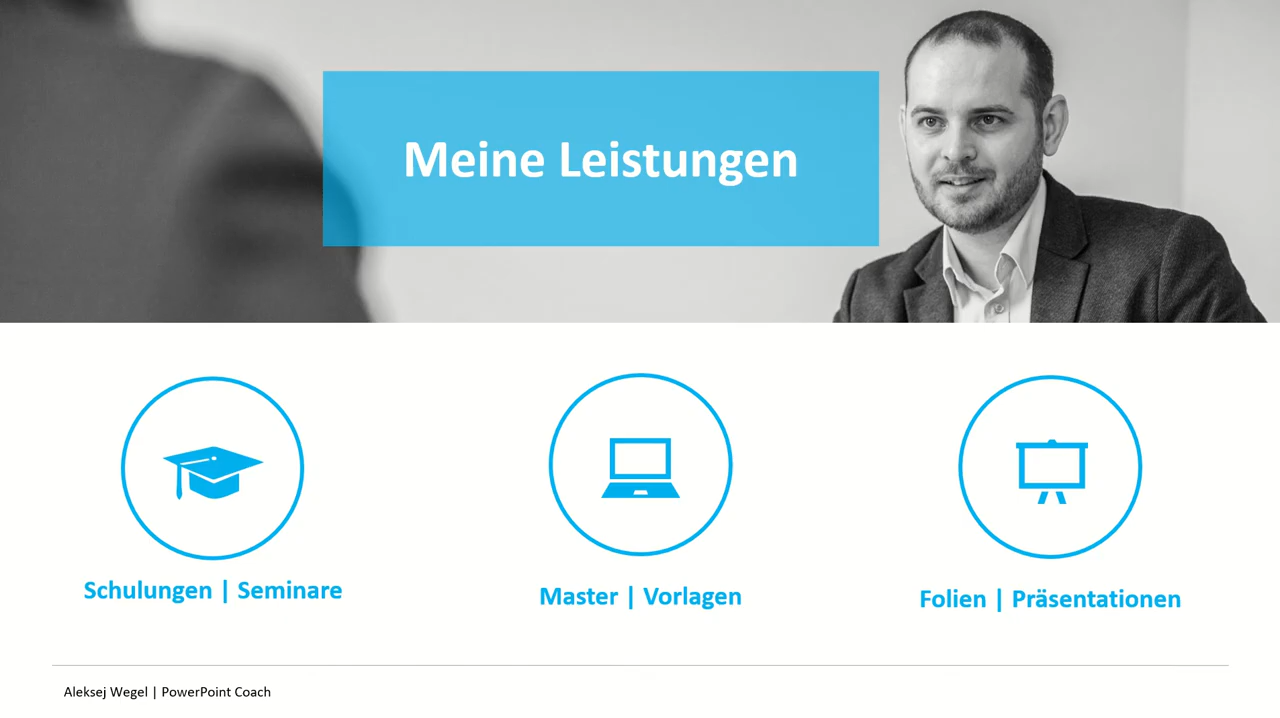 Meine Leistungen
Schulungen | Seminare
Master | Vorlagen
Folien | Präsentationen
Aleksej Wegel | PowerPoint Coach